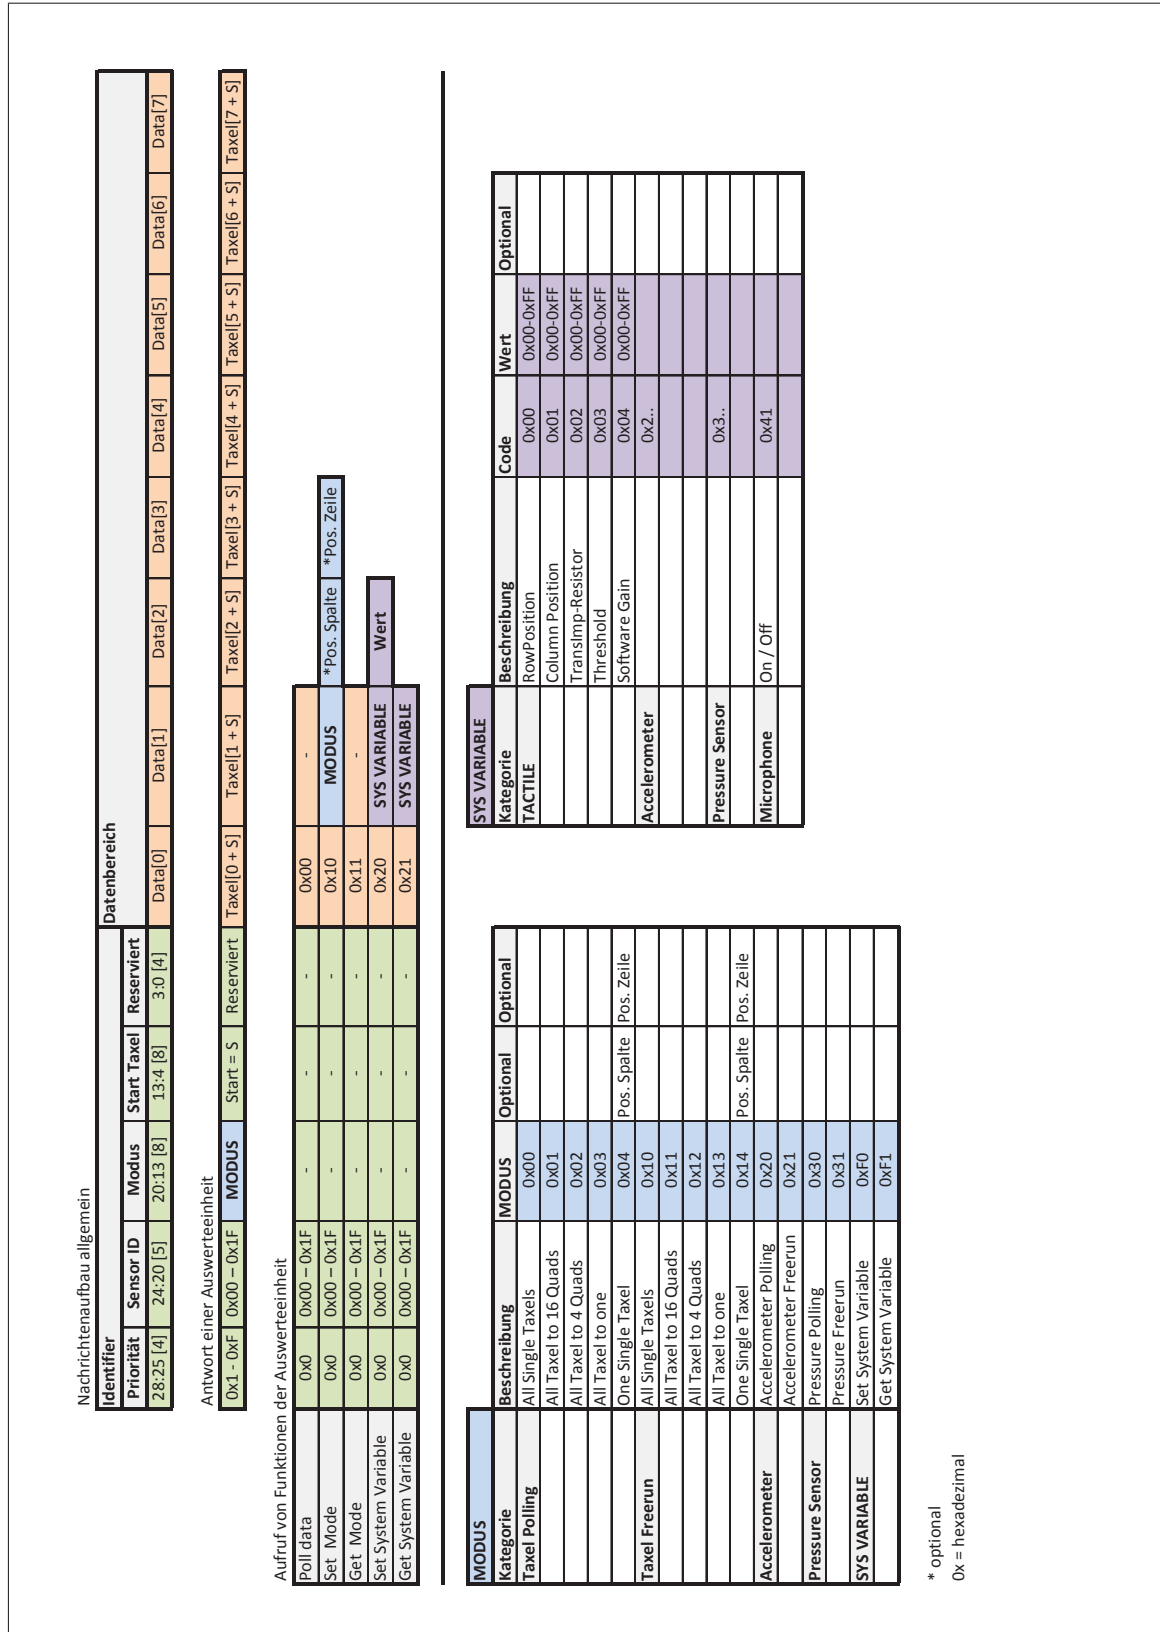 Nachrichtenaufbau allgemein
Identifier Datenbereich
Priorität Sensor ID Modus Start Taxel Reserviert
28:25 [4] 24:20 [5] 20:13 [8] 13:4 [8] 3:0 [4] Data[0] Data[1] Data[2] Data[3] Data[4] Data[5] Data[6] Data[7]
Antwort einer Auswerteeinheit
0x1 - 0xF 0x00 – 0x1F MODUS Start = S Reserviert Taxel[0 + S] Taxel[1 + S] Taxel[2 + S] Taxel[3 + S] Taxel[4 + S] Taxel[5 + S] Taxel[6 + S] Taxel[7 + S]
Aufruf von Funktionen der Auswerteeinheit
Poll data 0x0 0x00 – 0x1F - - - 0x00 -
Set Mode 0x0 0x00 – 0x1F - - - 0x10 MODUS *Pos. Spalte *Pos. Zeile
Get Mode 0x0 0x00 – 0x1F - - - 0x11 -
Set System Variable 0x0 0x00 – 0x1F - - - 0x20 SYS VARIABLE Wert
Get System Variable 0x0 0x00 – 0x1F - - - 0x21 SYS VARIABLE
MODUS
Kategorie Beschreibung MODUS Optional Optional
Taxel Polling All Single Taxels 0x00
All Taxel to 16 Quads 0x01
All Taxel to 4 Quads 0x02
All Taxel to one 0x03
One Single Taxel 0x04 Pos. Spalte Pos. Zeile
Taxel Freerun All Single Taxels 0x10
All Taxel to 16 Quads 0x11
All Taxel to 4 Quads 0x12
All Taxel to one 0x13
One Single Taxel 0x14 Pos. Spalte Pos. Zeile
Accelerometer Accelerometer Polling 0x20
Accelerometer Freerun 0x21
Pressure Sensor Pressure Polling 0x30
Pressure Freerun 0x31
SYS VARIABLE Set System Variable 0xF0
Get System Variable 0xF1
SYS VARIABLE
Kategorie Beschreibung Code Wert Optional
TACTILE RowPosition 0x00 0x00-0xFF
Column Position 0x01 0x00-0xFF
TransImp-Resistor 0x02 0x00-0xFF
Threshold 0x03 0x00-0xFF
Software Gain 0x04 0x00-0xFF
Accelerometer 0x2..
Pressure Sensor 0x3..
Microphone On / Off 0x41
* optional
0x = hexadezimal